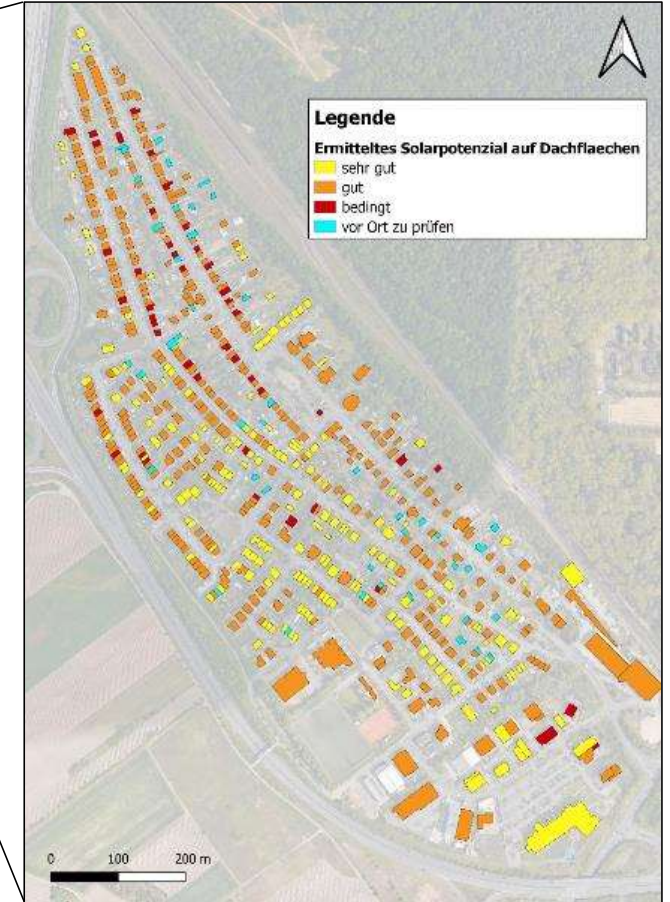 Legende
Ermitteltes Solarpotenzial auf Dachflaechen
sehr gut
gut
bedingt
vor Ort zu prüfen
0 100 200 m